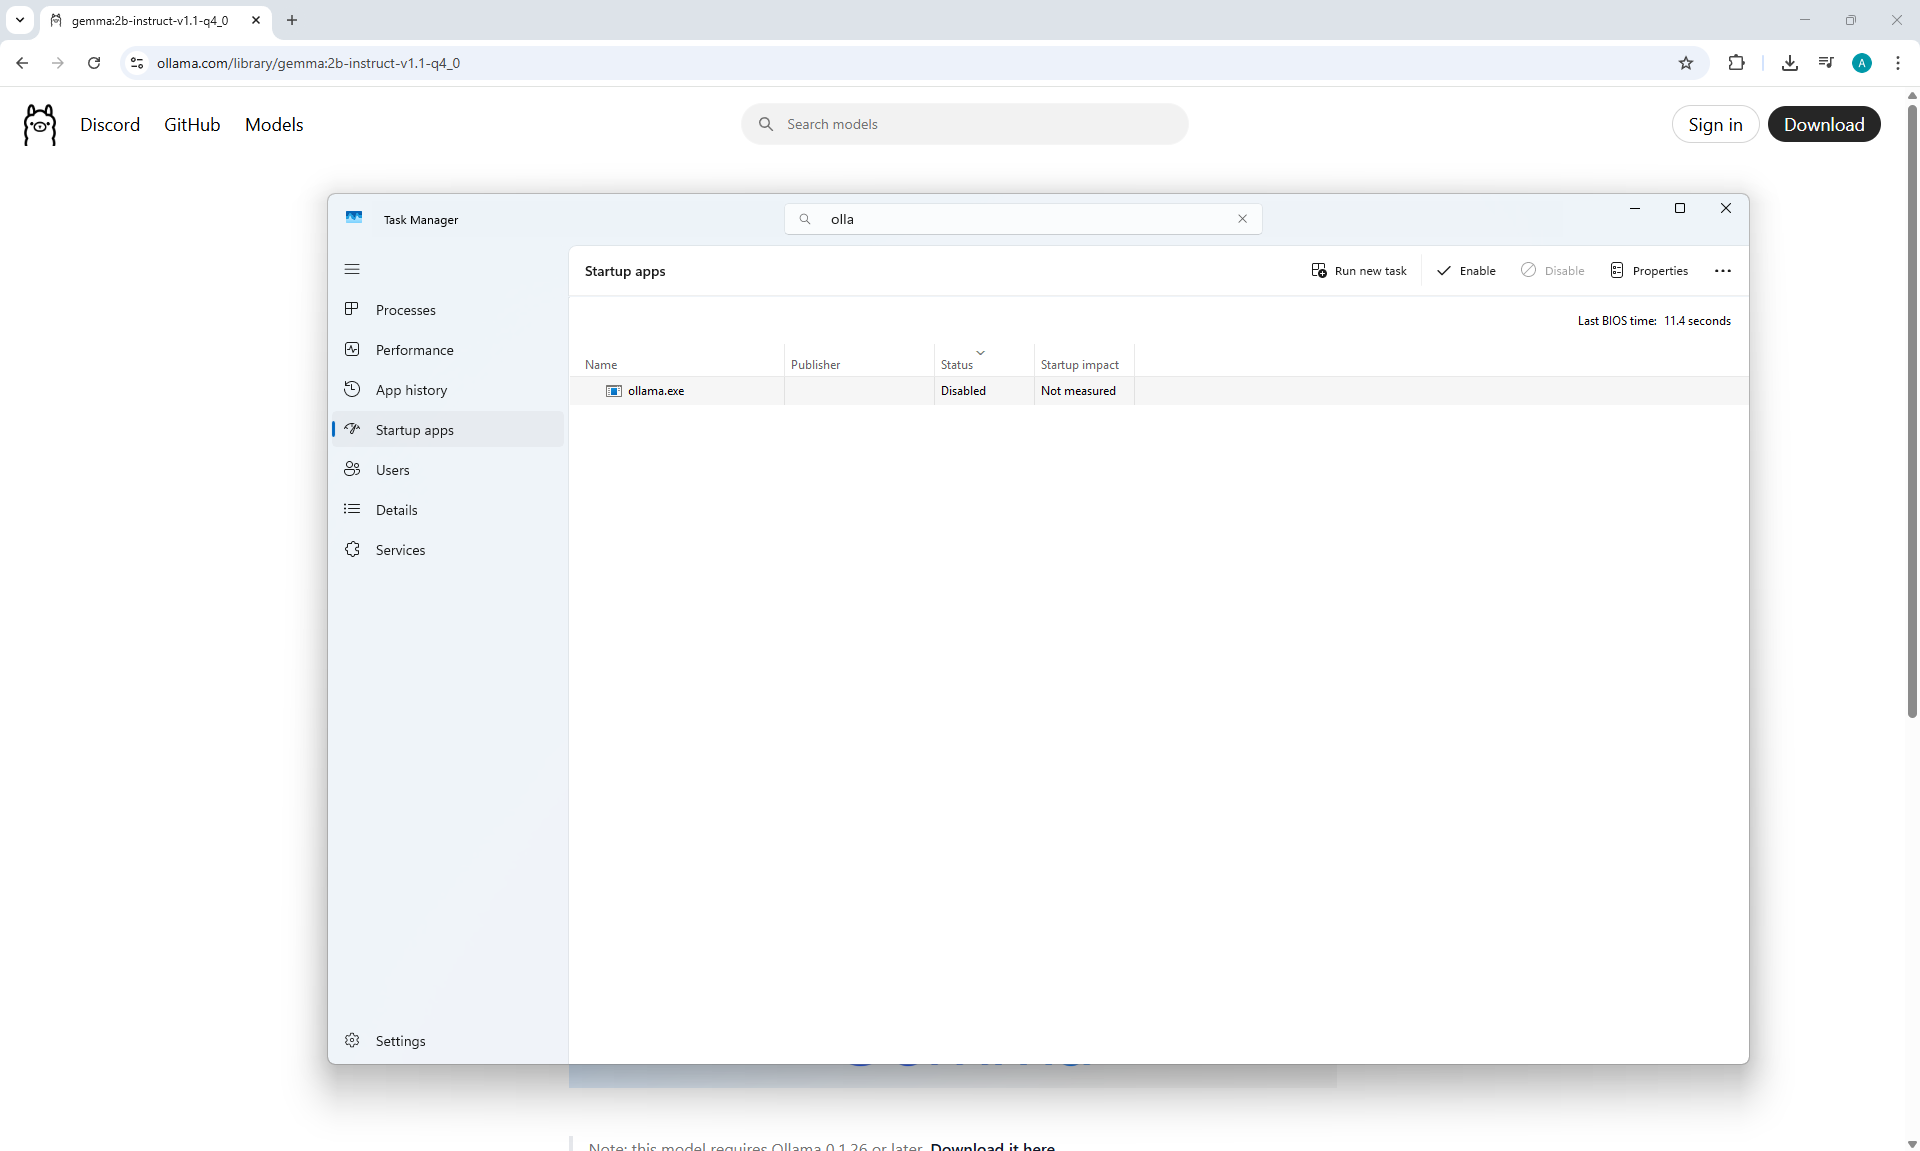 gemma:2b-instruct-v1.1-q4_0
ollama.com/library/gemma:2b-instruct-v1.1-q4_0
A
Discord
GitHub
Models
Search models
Sign in
Download
Task Manager
olla
Startup apps
Run new task
Enable
Disable
Properties
Last BIOS time: 11.4 seconds
Name
Publisher
Status
Startup impact
ollama.exe
Disabled
Not measured
Processes
Performance
App history
Startup apps
Users
Details
Services
Settings
Note: this model requires Ollama 0.1.26 or later. Download it here